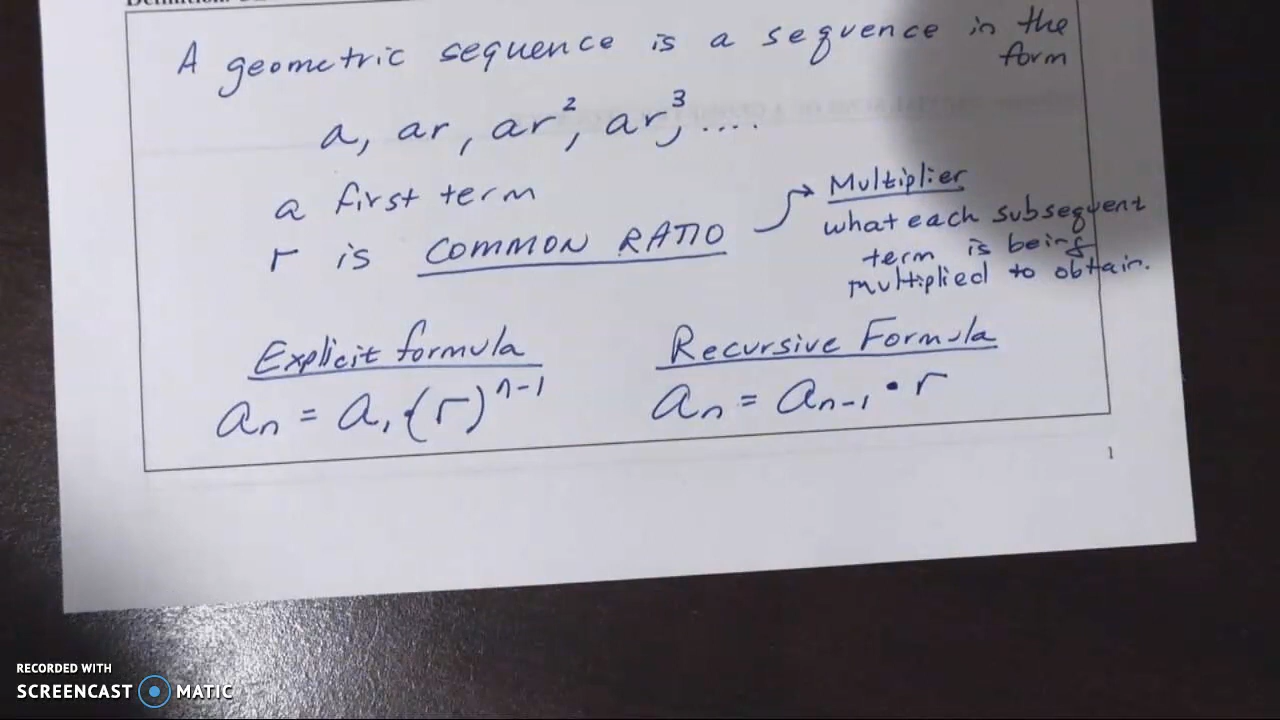 A geometric sequence is a sequence in the
form
a, ar, ar², ar³, ....
a first term
r is COMMON RATIO
Multiplier
what each subsequent
term is being
multiplied to obtain.
Explicit formula
aₙ = a₁·(r)ⁿ⁻¹
Recursive Formula
aₙ = aₙ₋₁ • r
1
RECORDED WITH
SCREENCAST MATIC